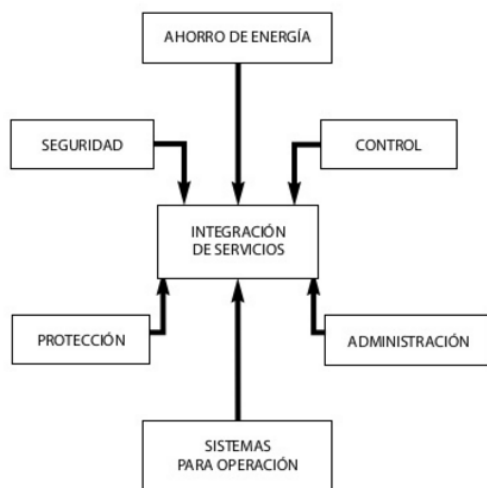 AHORRO DE ENERGÍA
SEGURIDAD
CONTROL
INTEGRACIÓN
DE SERVICIOS
PROTECCIÓN
ADMINISTRACIÓN
SISTEMAS
PARA OPERACIÓN